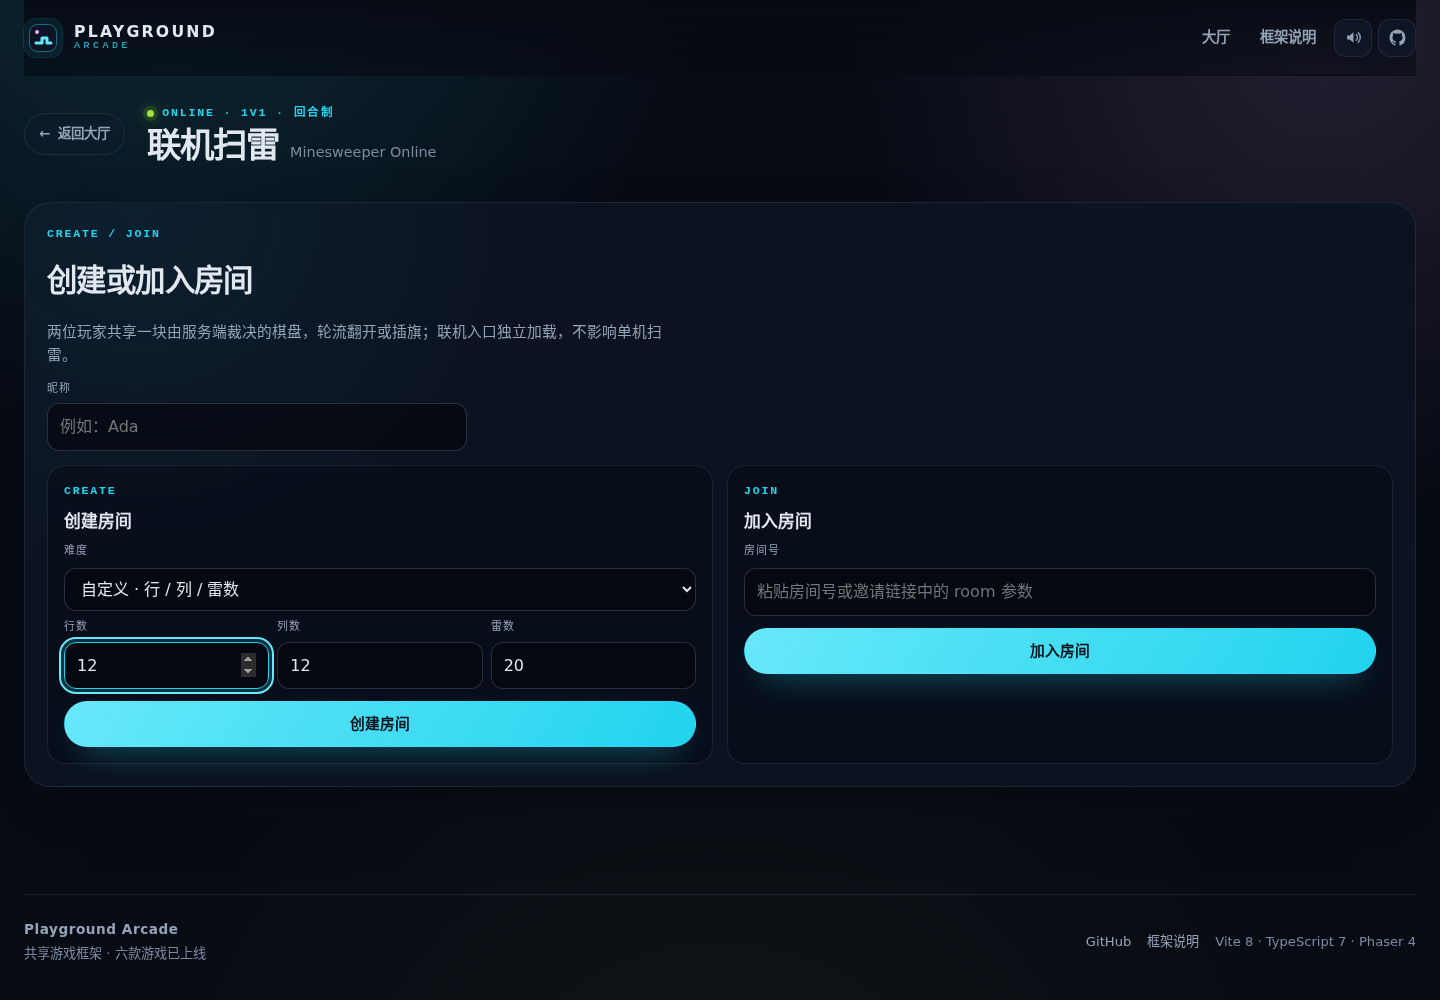 PLAYGROUND
ARCADE
大厅
框架说明
← 返回大厅
ONLINE · 1V1 · 回合制
联机扫雷 Minesweeper Online
CREATE / JOIN
创建或加入房间
两位玩家共享一块由服务端裁决的棋盘，轮流翻开或插旗；联机入口独立加载，不影响单机扫
雷。
昵称
例如：Ada
CREATE
创建房间
难度
自定义 · 行 / 列 / 雷数
行数 列数 雷数
12 12 20
创建房间
JOIN
加入房间
房间号
粘贴房间号或邀请链接中的 room 参数
加入房间
Playground Arcade
共享游戏框架 · 六款游戏已上线
GitHub 框架说明 Vite 8 · TypeScript 7 · Phaser 4